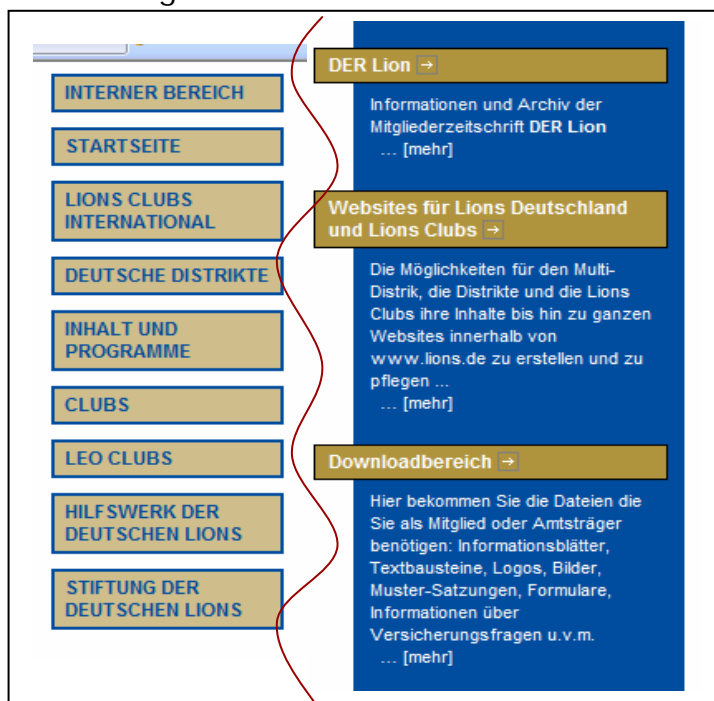 INTERNER BEREICH
STARTSEITE
LIONS CLUBS
INTERNATIONAL
DEUTSCHE DISTRIKTE
INHALT UND
PROGRAMME
CLUBS
LEO CLUBS
HILFSWERK DER
DEUTSCHEN LIONS
STIFTUNG DER
DEUTSCHEN LIONS
DER Lion →
Informationen und Archiv der
Mitgliederzeitschrift DER Lion
... [mehr]
Websites für Lions Deutschland
und Lions Clubs →
Die Möglichkeiten für den Multi-
Distrik, die Distrikte und die Lions
Clubs ihre Inhalte bis hin zu ganzen
Websites innerhalb von
www.lions.de zu erstellen und zu
pflegen ...
... [mehr]
Downloadbereich →
Hier bekommen Sie die Dateien die
Sie als Mitglied oder Amtsträger
benötigen: Informationsblätter,
Textbausteine, Logos, Bilder,
Muster-Satzungen, Formulare,
Informationen über
Versicherungsfragen u.v.m.
... [mehr]